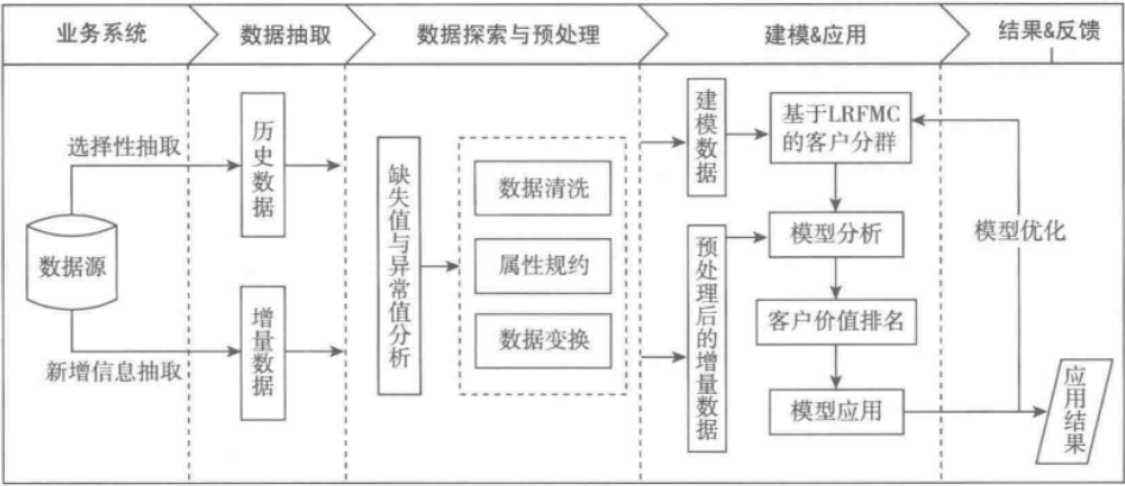 业务系统
数据抽取
数据探索与预处理
建模&应用
结果&反馈
选择性抽取
数据源
新增信息抽取
历史数据
增量数据
缺失值与异常值分析
数据清洗
属性规约
数据变换
建模数据
预处理后的增量数据
基于LRFMC
的客户分群
模型分析
客户价值排名
模型应用
模型优化
应用结果